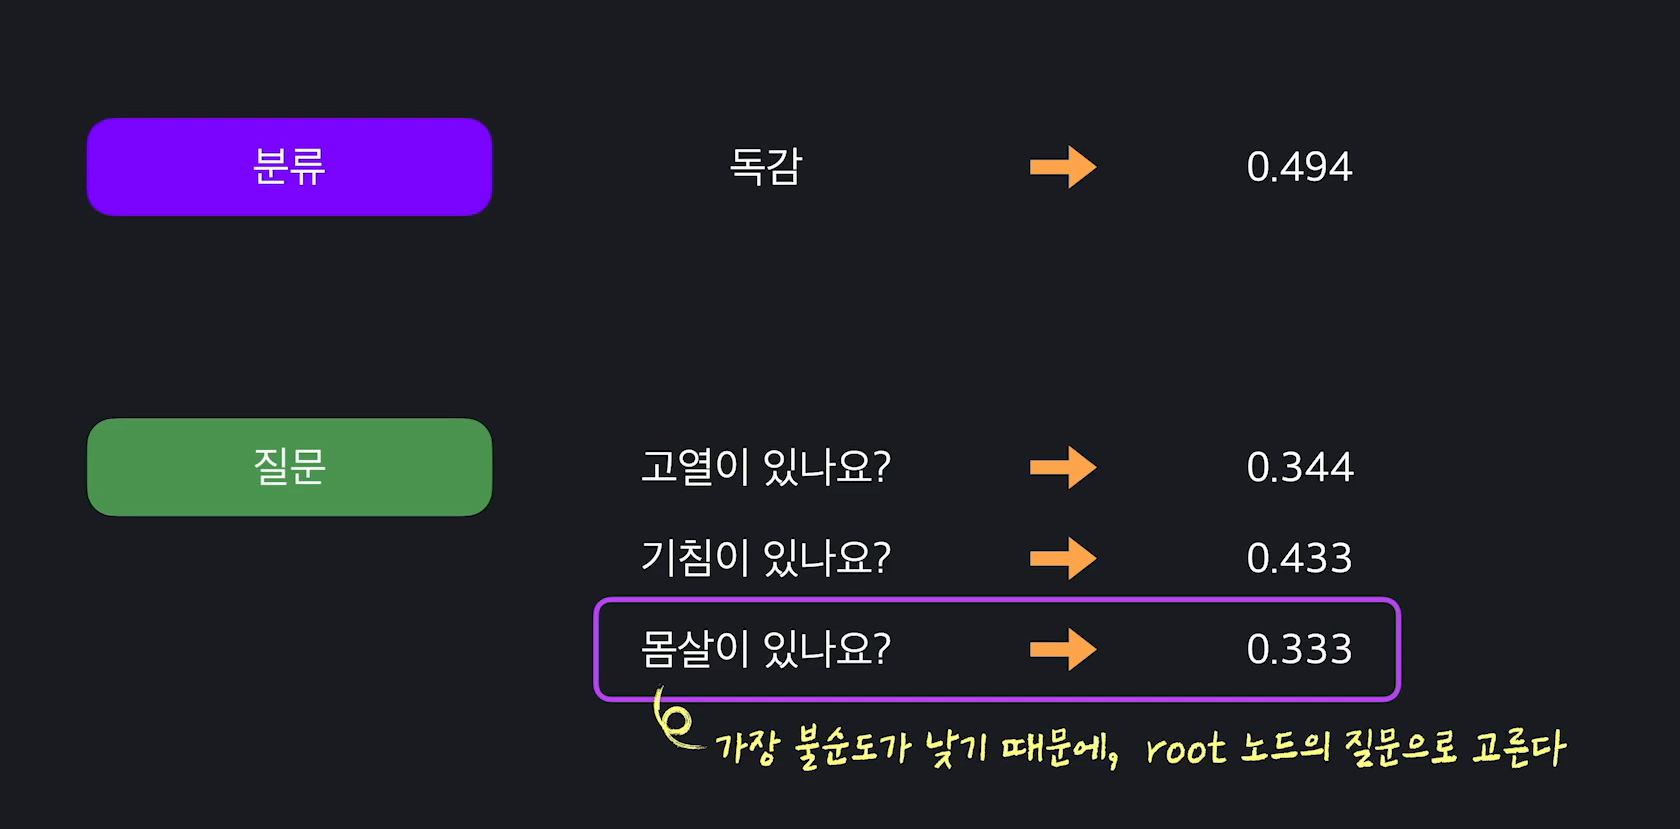 분류 독감 0.494
질문 고열이 있나요? 0.344
기침이 있나요? 0.433
몸살이 있나요? 0.333
가장 불순도가 낮기 때문에, root 노드의 질문으로 고른다